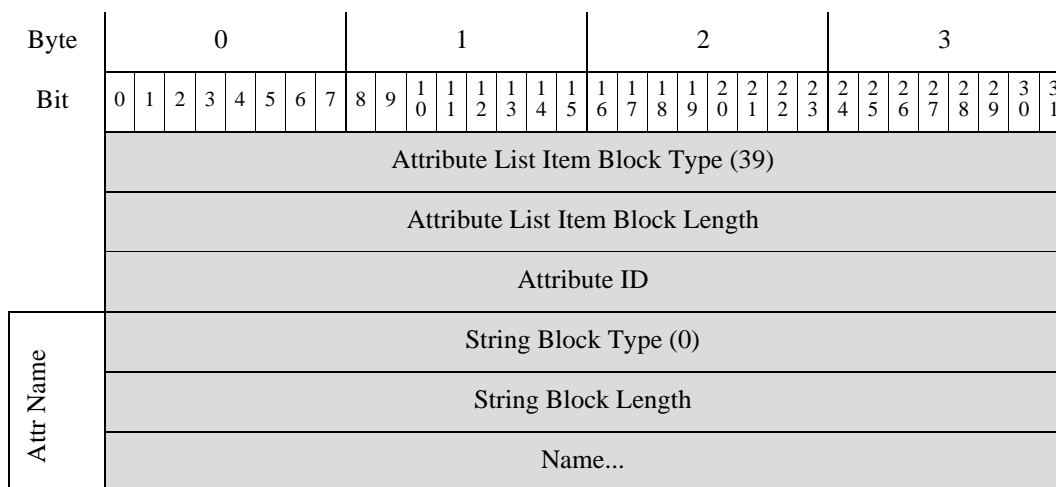 Byte 0 1 2 3
Bit 0 1 2 3 4 5 6 7 8 9 10 11 12 13 14 15 16 17 18 19 20 21 22 23 24 25 26 27 28 29 30 31
Attribute List Item Block Type (39)
Attribute List Item Block Length
Attribute ID
Attr Name
String Block Type (0)
String Block Length
Name...